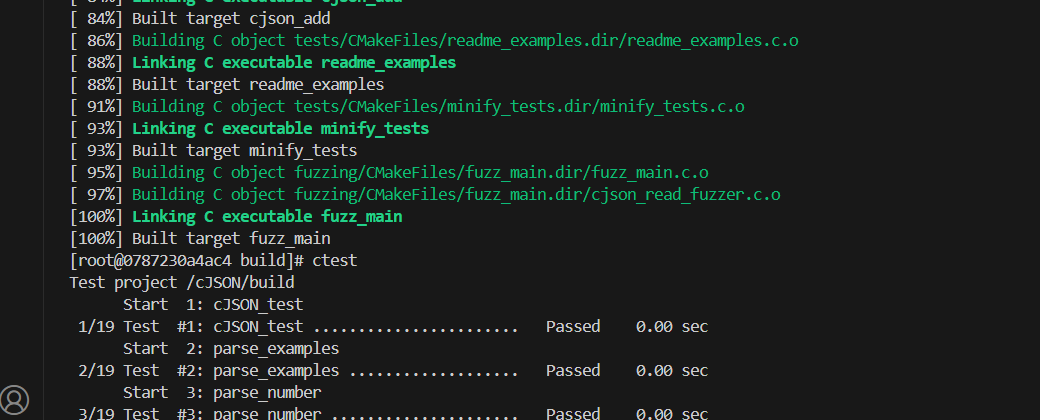 [ 84%] Linking C executable cjson_add
[ 84%] Built target cjson_add
[ 86%] Building C object tests/CMakeFiles/readme_examples.dir/readme_examples.c.o
[ 88%] Linking C executable readme_examples
[ 88%] Built target readme_examples
[ 91%] Building C object tests/CMakeFiles/minify_tests.dir/minify_tests.c.o
[ 93%] Linking C executable minify_tests
[ 93%] Built target minify_tests
[ 95%] Building C object fuzzing/CMakeFiles/fuzz_main.dir/fuzz_main.c.o
[ 97%] Building C object fuzzing/CMakeFiles/fuzz_main.dir/cjson_read_fuzzer.c.o
[100%] Linking C executable fuzz_main
[100%] Built target fuzz_main
[root@0787230a4ac4 build]# ctest
Test project /cJSON/build
      Start  1: cJSON_test
 1/19 Test  #1: cJSON_test .......................   Passed    0.00 sec
      Start  2: parse_examples
 2/19 Test  #2: parse_examples ...................   Passed    0.00 sec
      Start  3: parse_number
 3/19 Test  #3: parse_number .....................   Passed    0.00 sec